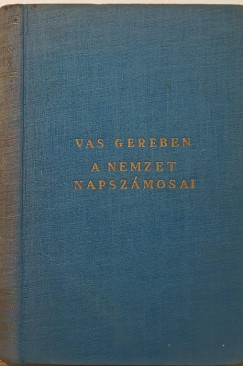 VAS GEREBEN
A NEMZET
NAPSZÁMOSAI